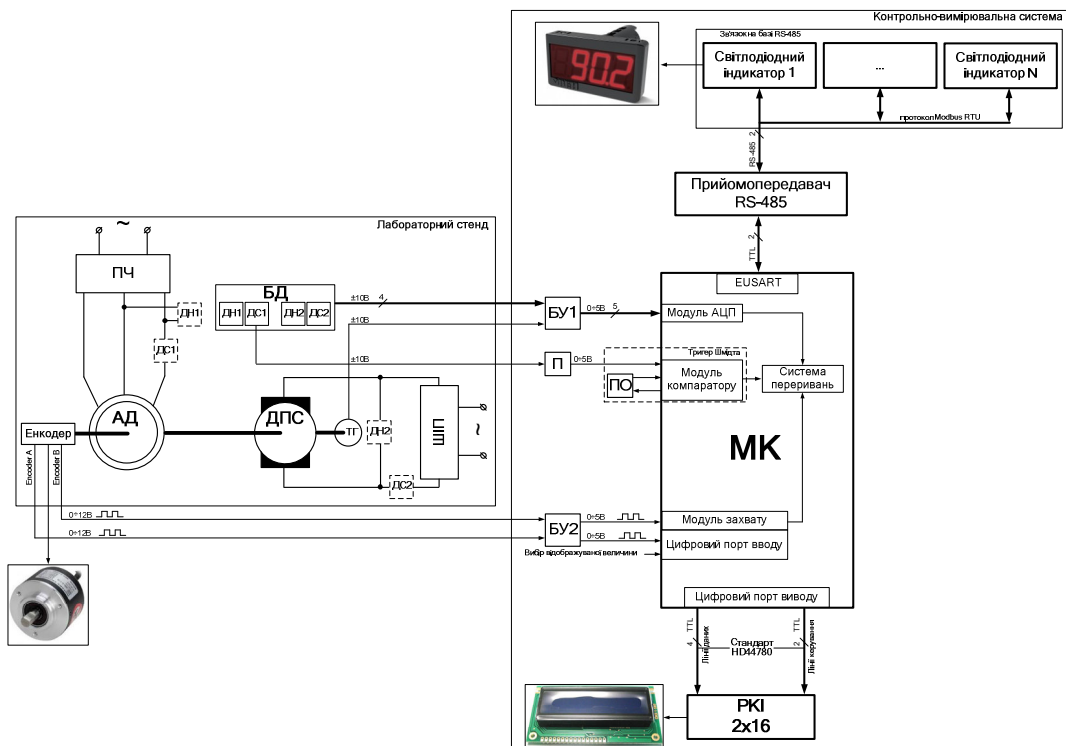 Контрольно-вимірювальна система
Зв'язок на базі RS-485
Світлодіодний
індикатор 1
...
Світлодіодний
індикатор N
протокол Modbus RTU
90.2
RS-485
2
Прийомопередавач
RS-485
TTL
2
Лабораторний стенд
~
ПЧ
БД
ДН1
ДС1
ДН2
ДС2
ДН1
ДС1
±10В
4
±10В
±10В
БУ1
0÷5В
5
П
0÷5В
EUSART
Модуль АЦП
Тригер Шмідта
ПО
Модуль
компаратору
Система
переривань
МК
АД
ДПС
ТГ
ДН2
ШІП
~
ДС2
Енкодер
Encoder A
Encoder B
0÷12В
0÷12В
БУ2
0÷5В
0÷5В
Вибір відображуваної величини
Модуль захвату
Цифровий порт вводу
Цифровий порт виводу
TTL
4
Лінії даних
Стандарт
HD44780
TTL
2
Лінії керування
РКІ
2x16